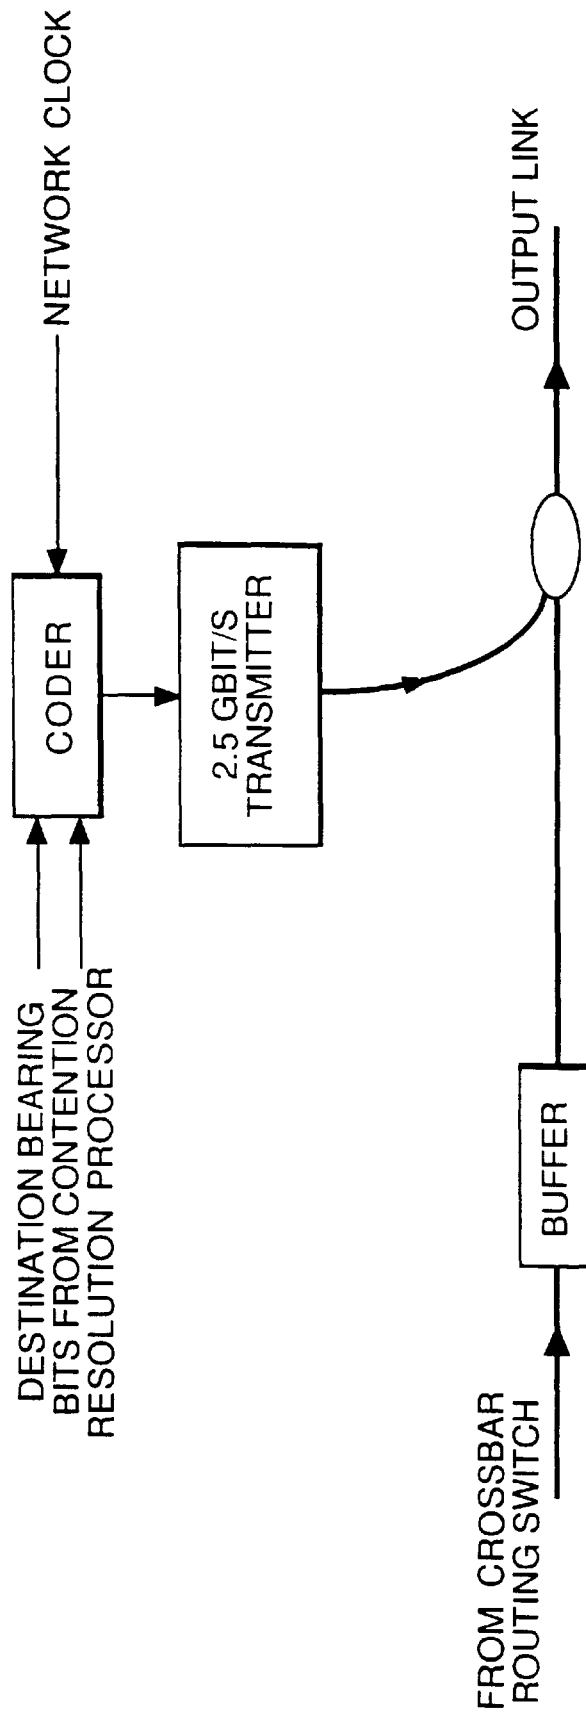 DESTINATION BEARING
BITS FROM CONTENTION
RESOLUTION PROCESSOR
CODER
NETWORK CLOCK
2.5 GBIT/S
TRANSMITTER
FROM CROSSBAR
ROUTING SWITCH
BUFFER
OUTPUT LINK